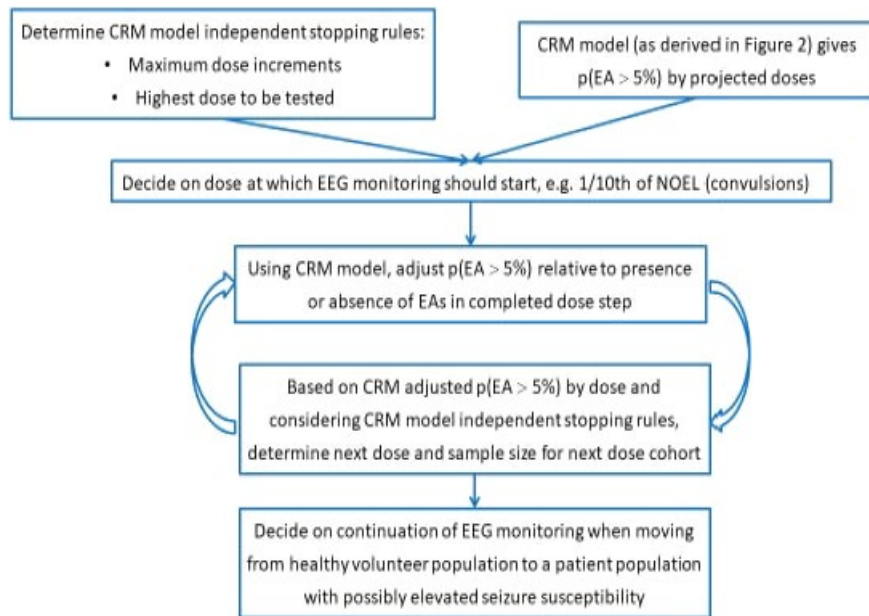 Determine CRM model independent stopping rules:
• Maximum dose increments
• Highest dose to be tested
CRM model (as derived in Figure 2) gives
p(EA > 5%) by projected doses
Decide on dose at which EEG monitoring should start, e.g. 1/10th of NOEL (convulsions)
Using CRM model, adjust p(EA > 5%) relative to presence
or absence of EAs in completed dose step
Based on CRM adjusted p(EA > 5%) by dose and
considering CRM model independent stopping rules,
determine next dose and sample size for next dose cohort
Decide on continuation of EEG monitoring when moving
from healthy volunteer population to a patient population
with possibly elevated seizure susceptibility